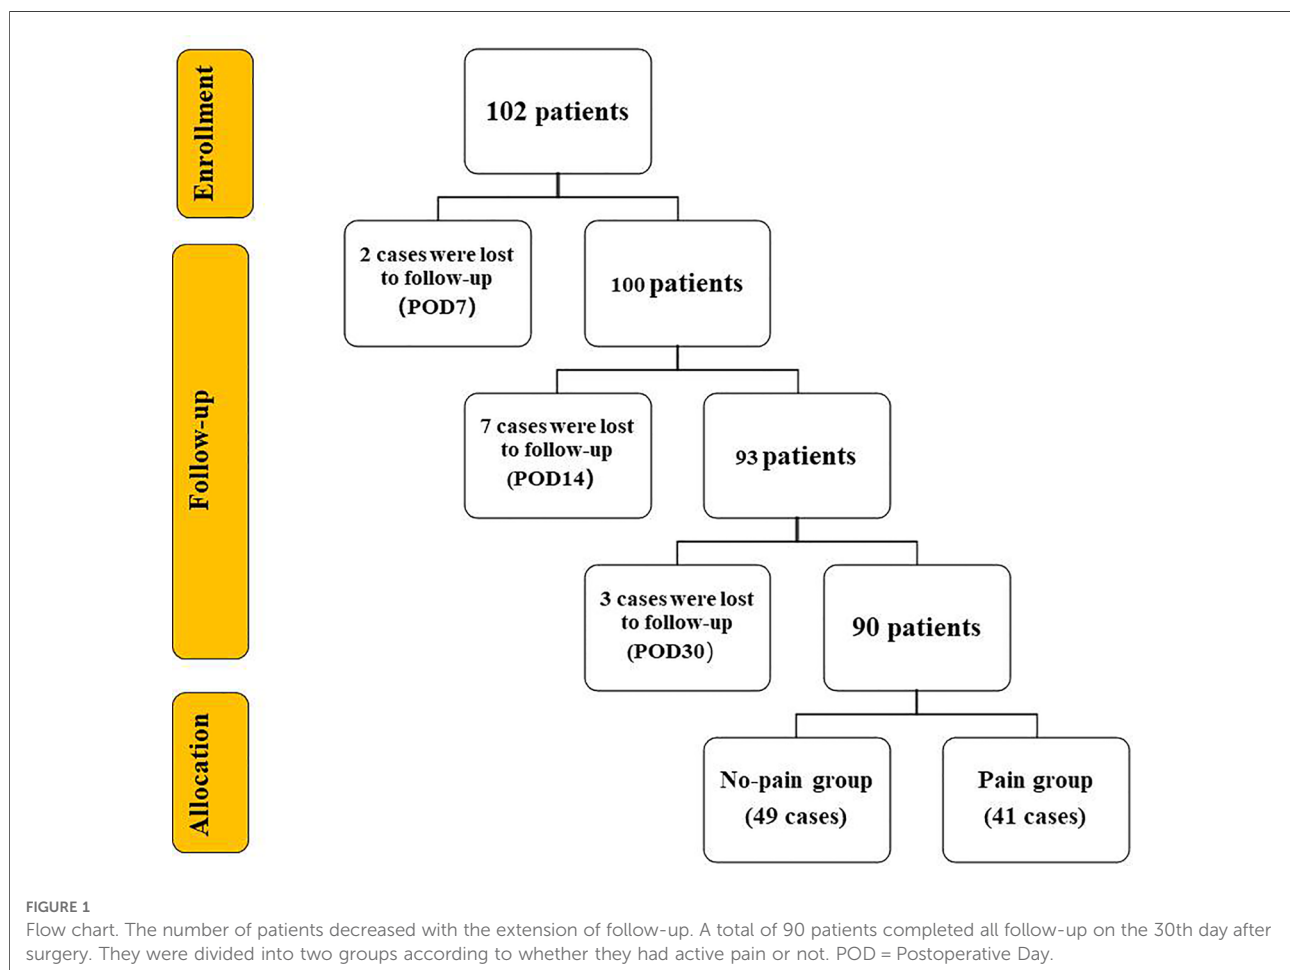 Enrollment
102 patients
2 cases were lost
to follow-up
(POD7)
100 patients
Follow-up
7 cases were lost
to follow-up
(POD14)
93 patients
3 cases were lost
to follow-up
(POD30)
90 patients
Allocation
No-pain group
(49 cases)
Pain group
(41 cases)
FIGURE 1
Flow chart. The number of patients decreased with the extension of follow-up. A total of 90 patients completed all follow-up on the 30th day after
surgery. They were divided into two groups according to whether they had active pain or not. POD = Postoperative Day.